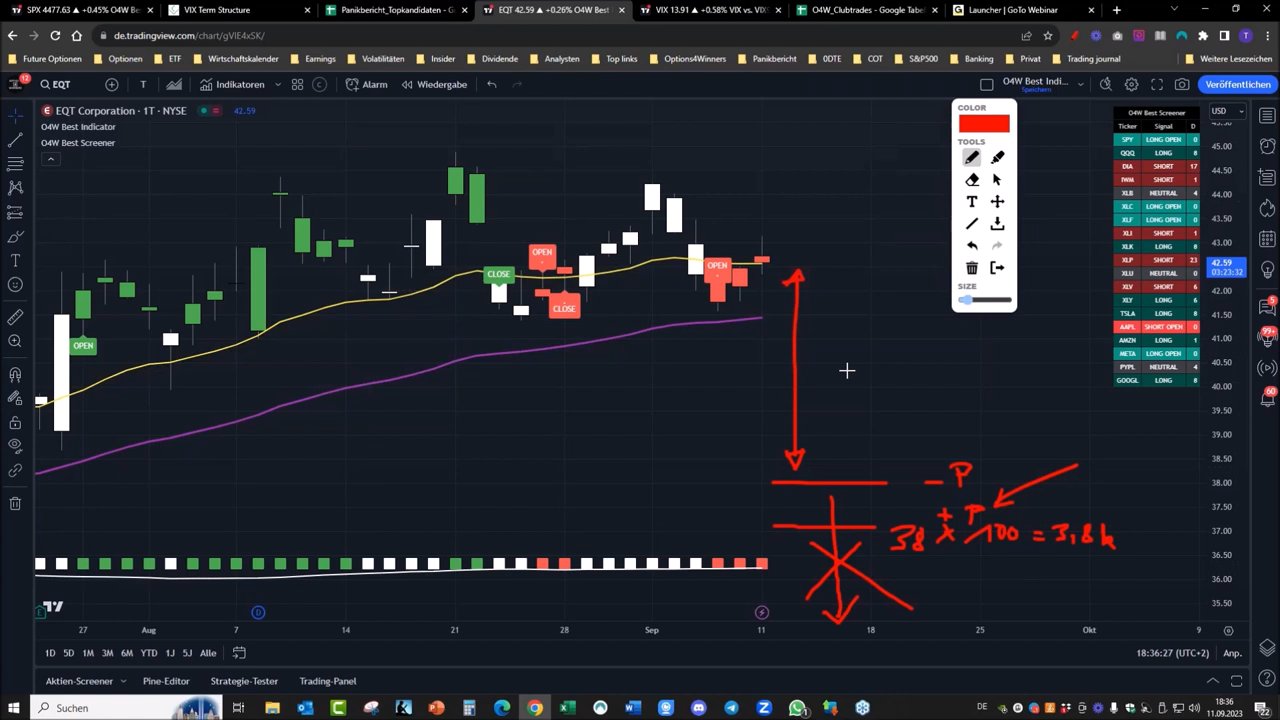 SPX 4477.63 ▲ +0.45% O4W B
VIX Term Structure
Panikbericht_Topkandidaten - Goo
EQT 42.59 ▲ +0.26% O4W Best
VIX 13.91 ▲ +0.58% VIX vs. VXN
O4W_Clubtrades - Google Tabel
Launcher | GoTo Webinar
de.tradingview.com/chart/gVIE4xSK/
Future Optionen
Optionen
ETF
Wirtschaftskalender
Earnings
Volatilitäten
Insider
Dividende
Analysten
Top links
Options4Winners
Panikbericht
0DTE
COT
S&P500
Banking
Privat
Trading journal
Weitere Lesezeichen
12
EQT
Indikatoren
Alarm
Wiedergabe
O4W Best Indi...
Speichern
Veröffentlichen
EQT Corporation · 1T · NYSE
42.59
O4W Best Indicator
O4W Best Screener
COLOR
TOOLS
SIZE
O4W Best Screener
Ticker Signal D
SPY LONG OPEN 0
QQQ LONG 8
DIA SHORT 17
IWM SHORT 1
XLB NEUTRAL 4
XLC LONG OPEN 0
XLF LONG OPEN 0
XLI SHORT 1
XLK LONG 8
XLP SHORT 23
XLU NEUTRAL 0
XLV SHORT 6
XLY LONG 6
TSLA LONG 8
AAPL SHORT OPEN 0
AMZN LONG 1
META LONG OPEN 0
PYPL NEUTRAL 4
GOOGL LONG 8
USD
45.50
45.00
44.50
44.00
43.50
43.00
42.59
03:23:32
42.00
41.50
41.00
40.50
40.00
39.50
39.00
38.50
38.00
37.00
36.50
36.00
35.50
OPEN
CLOSE
OPEN
CLOSE
OPEN
- P
+ P
38 x 100 = 3,8k
E
D
27 Aug 7 14 21 28 Sep 11 18 25 Okt 9
1D 5D 1M 3M 6M YTD 1J 5J Alle
18:36:27 (UTC+2)
Anp.
Aktien-Screener
Pine-Editor
Strategie-Tester
Trading-Panel
5
99+
60
Suchen
DE
18:36
11.09.2023
22